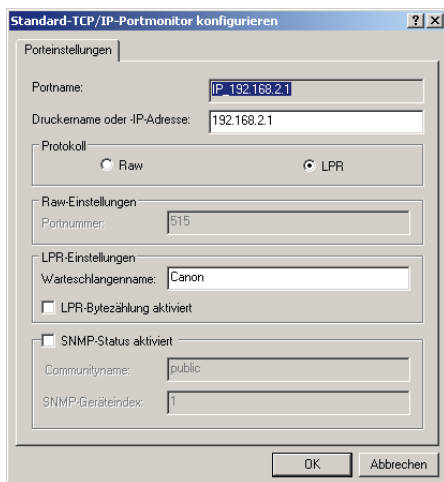 Standard-TCP/IP-Portmonitor konfigurieren
Porteinstellungen
Portname: IP_192.168.2.1
Druckername oder -IP-Adresse: 192.168.2.1
Protokoll
Raw LPR
Raw-Einstellungen
Portnummer: 515
LPR-Einstellungen
Warteschlangenname: Canon
LPR-Bytezählung aktiviert
SNMP-Status aktiviert
Communityname: public
SNMP-Geräteindex: 1
OK Abbrechen